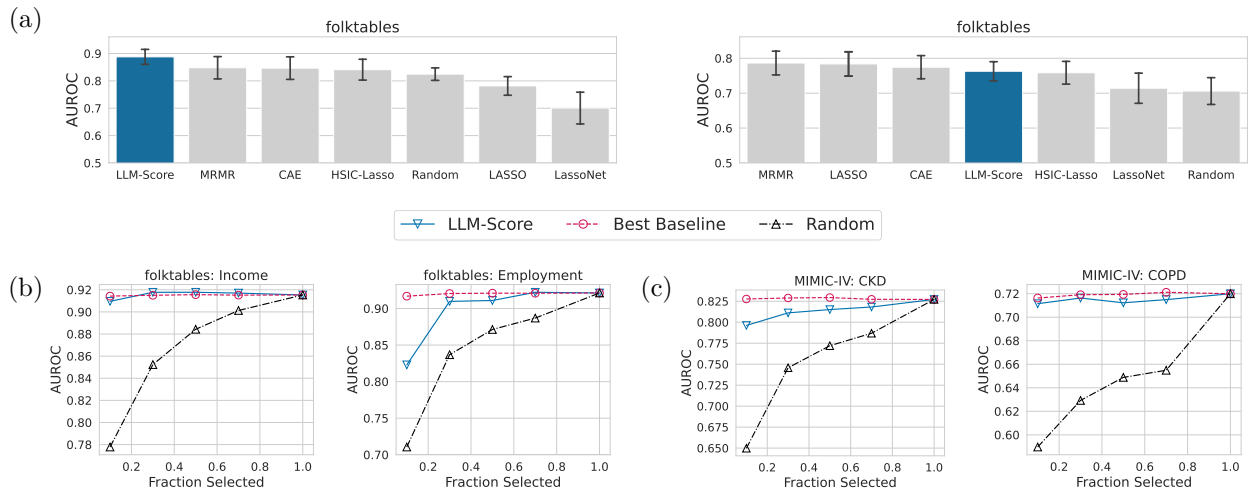 (a)
folktables
AUROC
0.9
0.8
0.7
0.6
0.5
LLM-Score MRMR CAE HSIC-Lasso Random LASSO LassoNet
folktables
AUROC
0.8
0.7
0.6
0.5
MRMR LASSO CAE LLM-Score HSIC-Lasso LassoNet Random
LLM-Score Best Baseline Random
(b)
folktables: Income
AUROC
0.92
0.90
0.88
0.86
0.84
0.82
0.80
0.78
0.2 0.4 0.6 0.8 1.0
Fraction Selected
folktables: Employment
AUROC
0.90
0.85
0.80
0.75
0.70
0.2 0.4 0.6 0.8 1.0
Fraction Selected
(c)
MIMIC-IV: CKD
AUROC
0.825
0.800
0.775
0.750
0.725
0.700
0.675
0.650
0.2 0.4 0.6 0.8 1.0
Fraction Selected
MIMIC-IV: COPD
AUROC
0.72
0.70
0.68
0.66
0.64
0.62
0.60
0.2 0.4 0.6 0.8 1.0
Fraction Selected